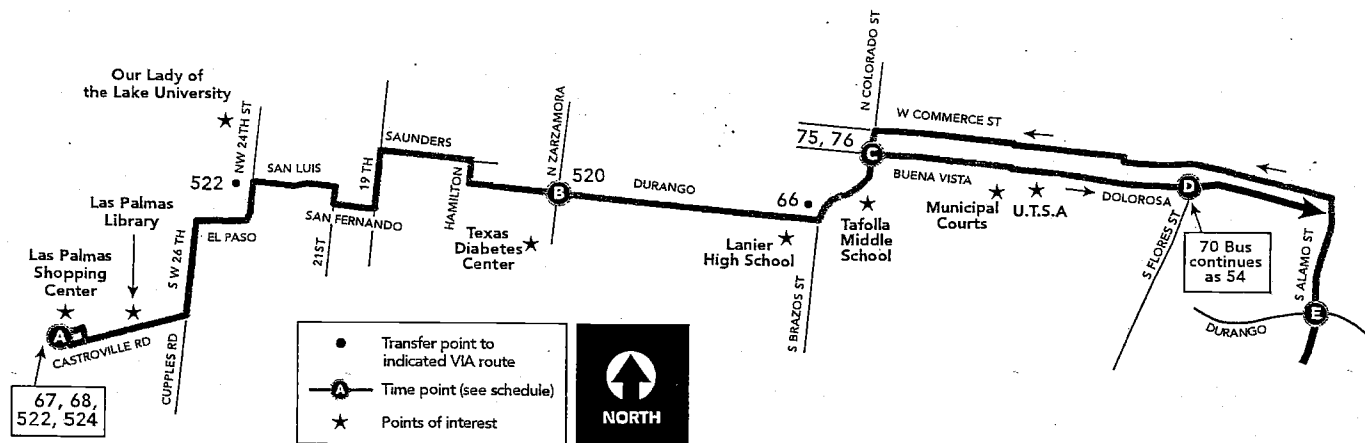 Our Lady of
the Lake University
NW 24TH ST
522
SAN LUIS
Las Palmas
Library
EL PASO
S W 26 TH
Las Palmas
Shopping
Center
A
CASTROVILLE RD
CUPPLES RD
67, 68,
522, 524
21ST
SAN FERNANDO
19 TH
SAUNDERS
HAMILTON
Texas
Diabetes
Center
N ZARZAMORA
B
520
DURANGO
66
Lanier
High School
S BRAZOS ST
N COLORADO ST
75, 76
C
W COMMERCE ST
BUENA VISTA
Tafolla
Middle
School
Municipal
Courts
U.T.S.A
DOLOROSA
D
S FLORES ST
70 Bus
continues
as 54
S ALAMO ST
E
DURANGO
Transfer point to
indicated VIA route
A
Time point (see schedule)
Points of interest
NORTH